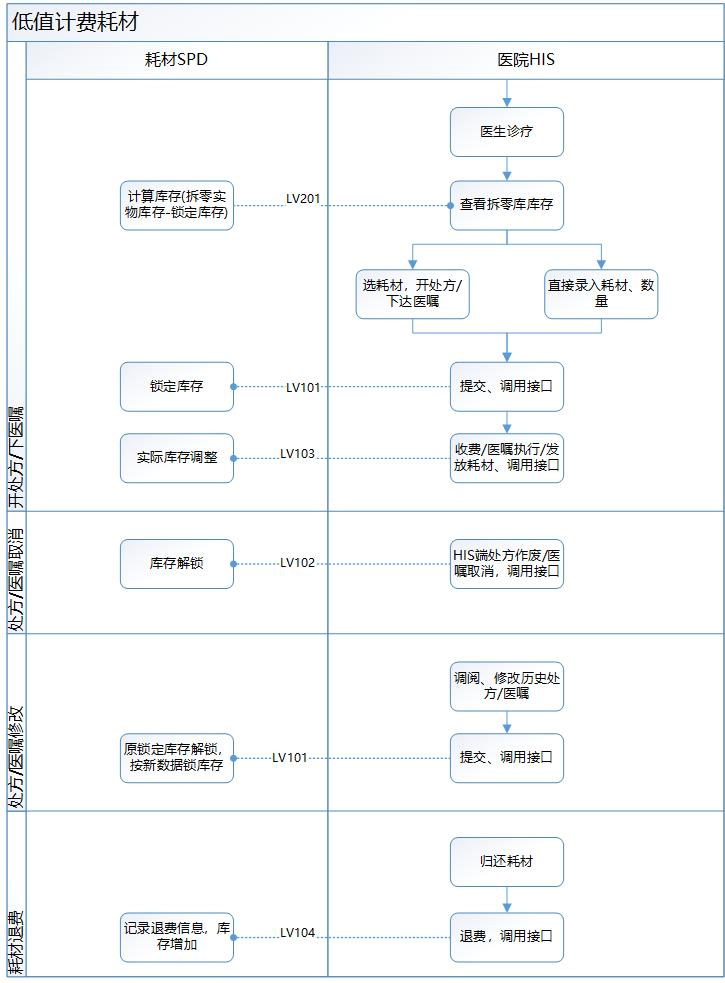 低值计费耗材
耗材SPD
医院HIS
开处方/下医嘱
医生诊疗
计算库存(拆零实
物库存-锁定库存)
LV201
查看拆零库库存
选耗材，开处方/
下达医嘱
直接录入耗材、数
量
锁定库存
LV101
提交、调用接口
实际库存调整
LV103
收费/医嘱执行/发
放耗材、调用接口
处方/医嘱取消
库存解锁
LV102
HIS端处方作废/医
嘱取消，调用接口
处方/医嘱修改
调阅、修改历史处
方/医嘱
原锁定库存解锁，
按新数据锁库存
LV101
提交、调用接口
耗材退费
归还耗材
记录退费信息，库
存增加
LV104
退费，调用接口